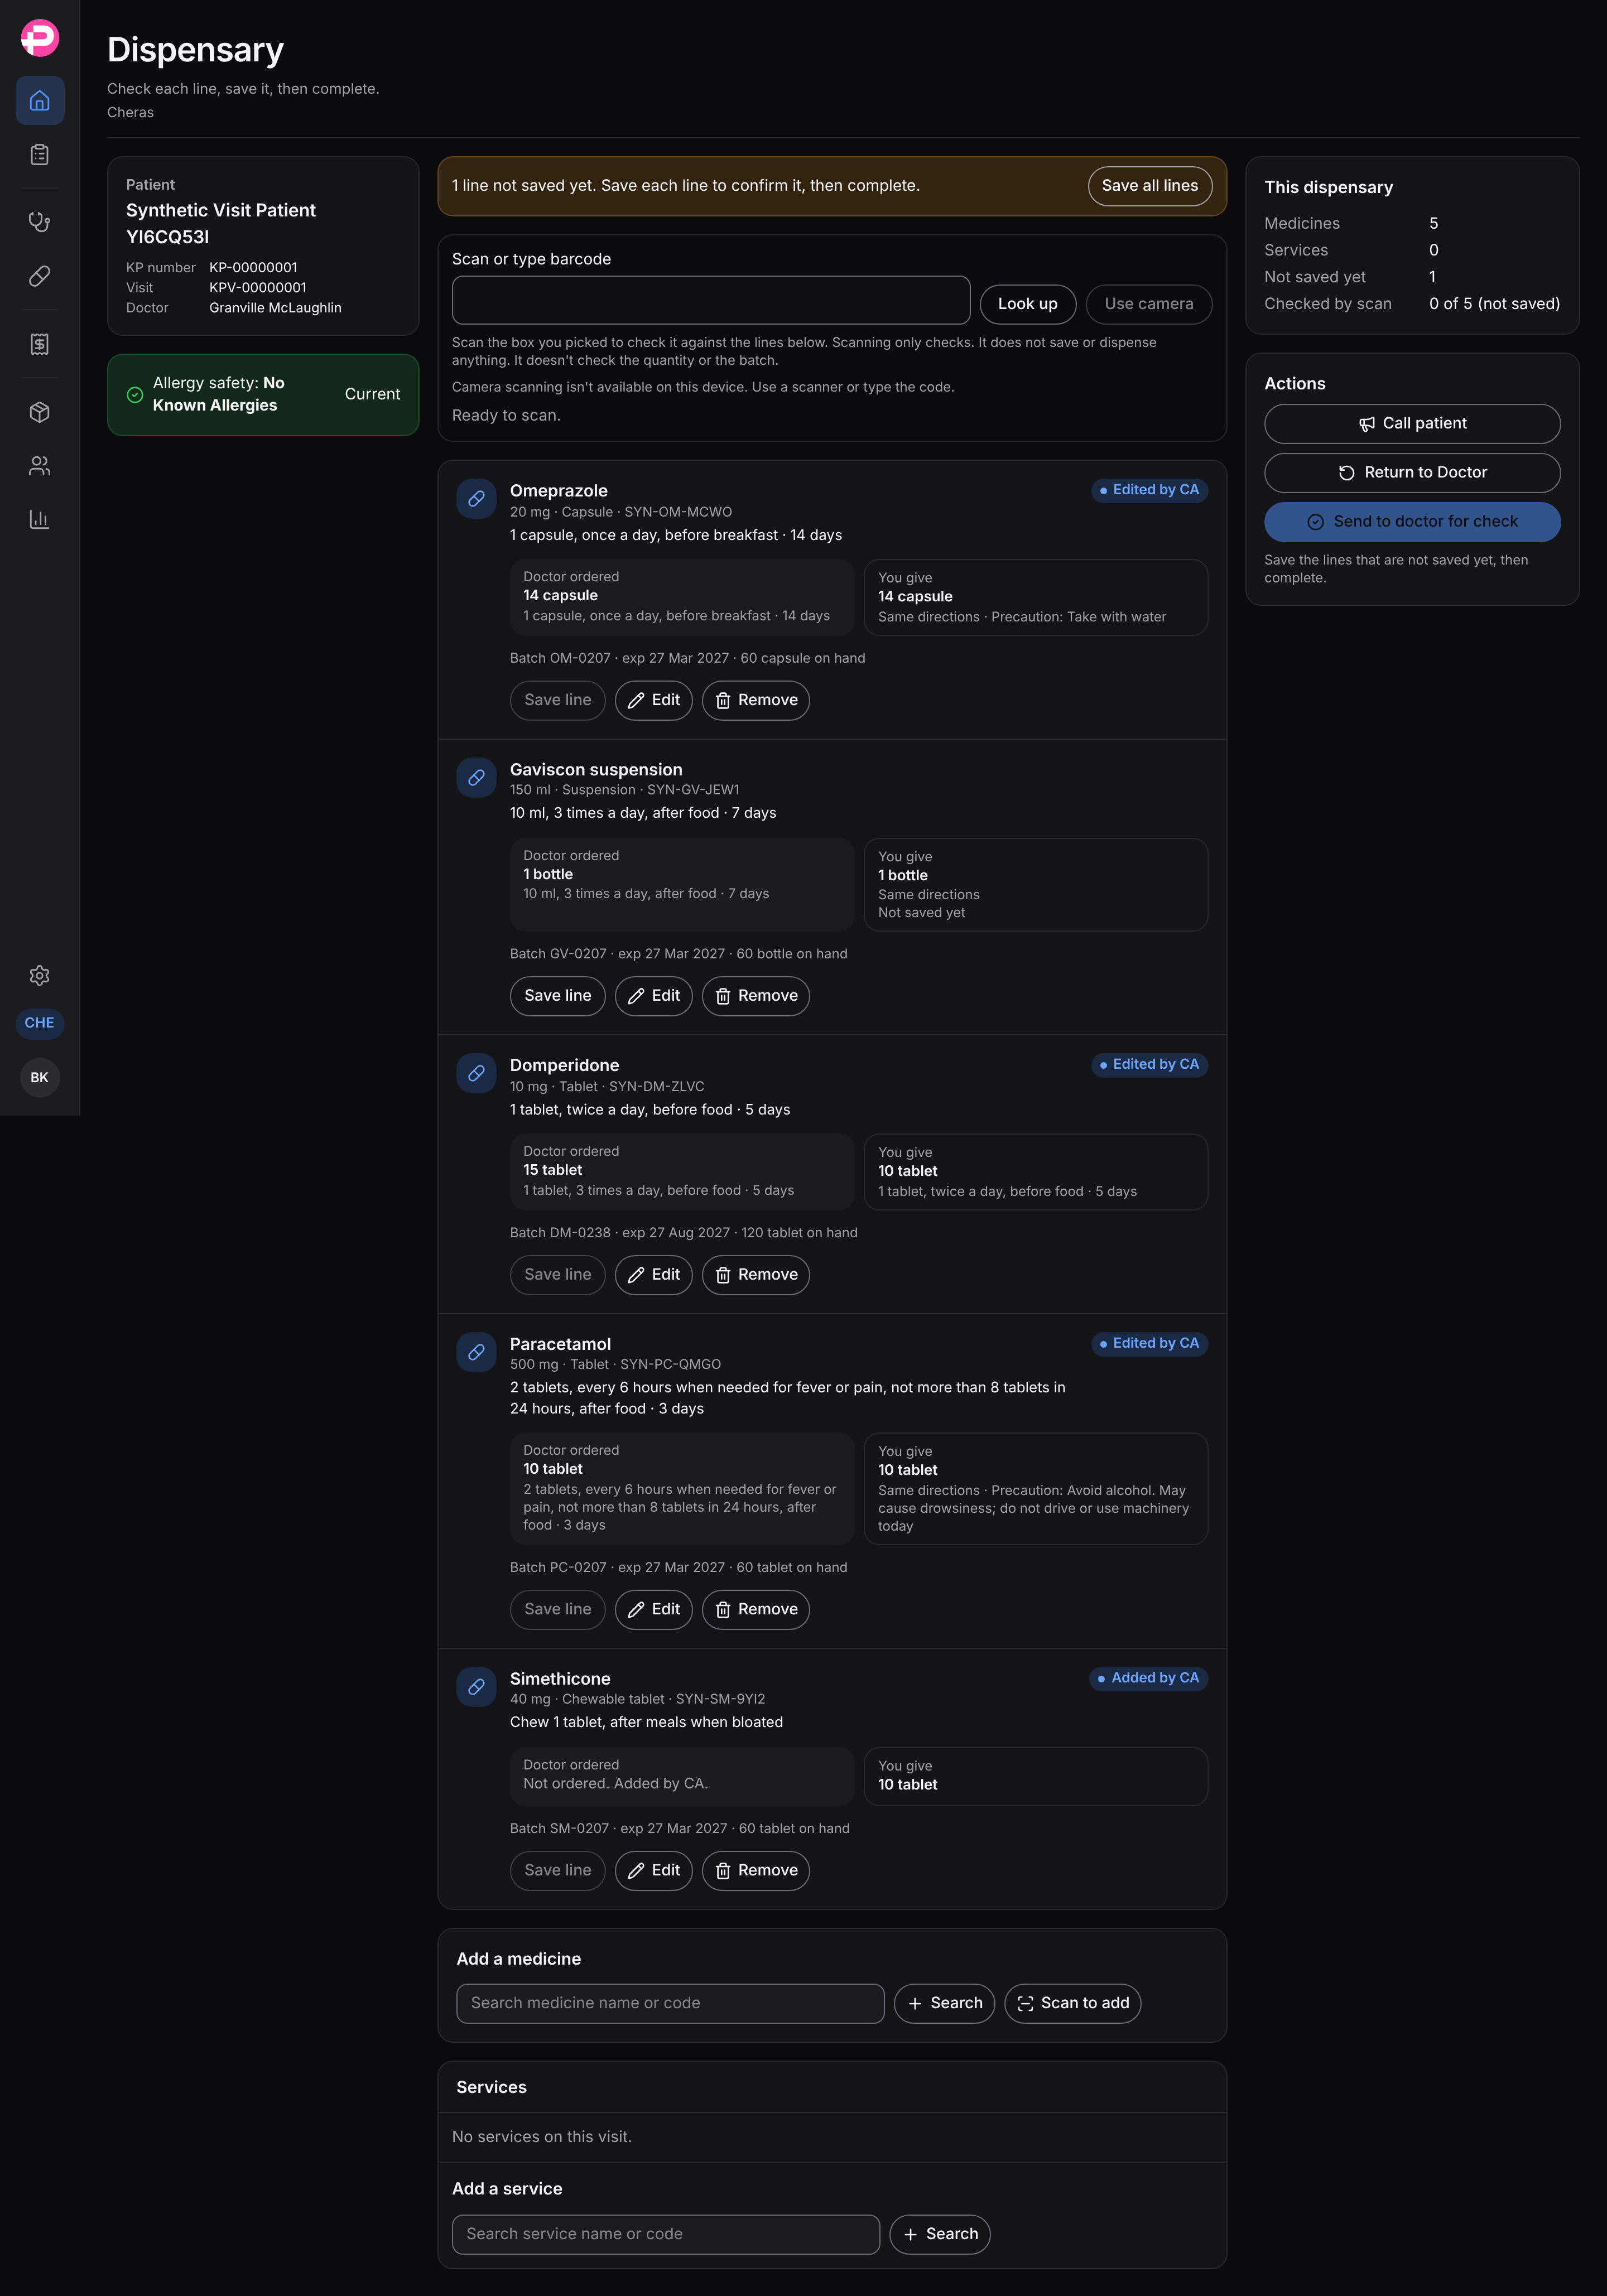 Dispensary
Check each line, save it, then complete.
Cheras
Patient
Synthetic Visit Patient
YI6CQ53I
KP number KP-00000001
Visit KPV-00000001
Doctor Granville McLaughlin
Allergy safety: No
Known Allergies
Current
1 line not saved yet. Save each line to confirm it, then complete.
Save all lines
Scan or type barcode
Look up
Use camera
Scan the box you picked to check it against the lines below. Scanning only checks. It does not save or dispense
anything. It doesn't check the quantity or the batch.
Camera scanning isn't available on this device. Use a scanner or type the code.
Ready to scan.
Omeprazole
Edited by CA
20 mg · Capsule · SYN-OM-MCWO
1 capsule, once a day, before breakfast · 14 days
Doctor ordered
14 capsule
1 capsule, once a day, before breakfast · 14 days
You give
14 capsule
Same directions · Precaution: Take with water
Batch OM-0207 · exp 27 Mar 2027 · 60 capsule on hand
Save line
Edit
Remove
Gaviscon suspension
150 ml · Suspension · SYN-GV-JEW1
10 ml, 3 times a day, after food · 7 days
Doctor ordered
1 bottle
10 ml, 3 times a day, after food · 7 days
You give
1 bottle
Same directions
Not saved yet
Batch GV-0207 · exp 27 Mar 2027 · 60 bottle on hand
Save line
Edit
Remove
Domperidone
Edited by CA
10 mg · Tablet · SYN-DM-ZLVC
1 tablet, twice a day, before food · 5 days
Doctor ordered
15 tablet
1 tablet, 3 times a day, before food · 5 days
You give
10 tablet
1 tablet, twice a day, before food · 5 days
Batch DM-0238 · exp 27 Aug 2027 · 120 tablet on hand
Save line
Edit
Remove
Paracetamol
Edited by CA
500 mg · Tablet · SYN-PC-QMGO
2 tablets, every 6 hours when needed for fever or pain, not more than 8 tablets in
24 hours, after food · 3 days
Doctor ordered
10 tablet
2 tablets, every 6 hours when needed for fever or
pain, not more than 8 tablets in 24 hours, after
food · 3 days
You give
10 tablet
Same directions · Precaution: Avoid alcohol. May
cause drowsiness; do not drive or use machinery
today
Batch PC-0207 · exp 27 Mar 2027 · 60 tablet on hand
Save line
Edit
Remove
Simethicone
Added by CA
40 mg · Chewable tablet · SYN-SM-9YI2
Chew 1 tablet, after meals when bloated
Doctor ordered
Not ordered. Added by CA.
You give
10 tablet
Batch SM-0207 · exp 27 Mar 2027 · 60 tablet on hand
Save line
Edit
Remove
Add a medicine
Search medicine name or code
Search
Scan to add
Services
No services on this visit.
Add a service
Search service name or code
Search
This dispensary
Medicines 5
Services 0
Not saved yet 1
Checked by scan 0 of 5 (not saved)
Actions
Call patient
Return to Doctor
Send to doctor for check
Save the lines that are not saved yet, then
complete.
CHE
BK